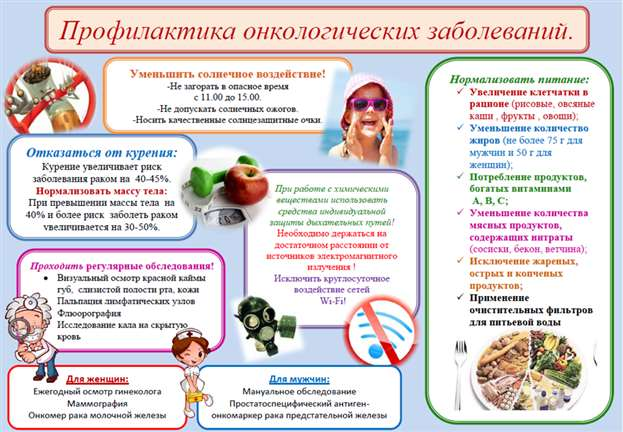 Профилактика онкологических заболеваний.
Уменьшить солнечное воздействие!
-Не загорать в опасное время
с 11.00 до 15.00.
-Не допускать солнечных ожогов.
-Носить качественные солнцезащитные очки.
Отказаться от курения:
Курение увеличивает риск
заболевания раком на 40-45%.
Нормализовать массу тела:
При превышении массы тела на
40% и более риск заболеть раком
увеличивается на 30-50%.
При работе с химическими
веществами использовать
средства индивидуальной
защиты дыхательных путей!
Необходимо держаться на
достаточном расстоянии от
источников электромагнитного
излучения !
Исключить круглосуточное
воздействие сетей
Wi-Fi!
Проходить регулярные обследования!
• Визуальный осмотр красной каймы
губ, слизистой полости рта, кожи
Пальпация лимфатических узлов
Флюорография
Исследование кала на скрытую
кровь
Для женщин:
Ежегодный осмотр гинеколога
Маммография
Онкомер рака молочной железы
Для мужчин:
Мануальное обследование
Простатоспецифический антиген-
онкомаркер рака предстательной железы
Нормализовать питание:
✓ Увеличение клетчатки в
рационе (рисовые, овсяные
каши , фрукты , овощи);
✓ Уменьшение количество
жиров (не более 75 г для
мужчин и 50 г для
женщин);
✓ Потребление продуктов,
богатых витаминами
А, В, С;
✓ Уменьшение количества
мясных продуктов,
содержащих нитраты
(сосиски, бекон, ветчина);
✓ Исключение жареных,
острых и копченых
продуктов;
✓ Применение
очистительных фильтров
для питьевой воды